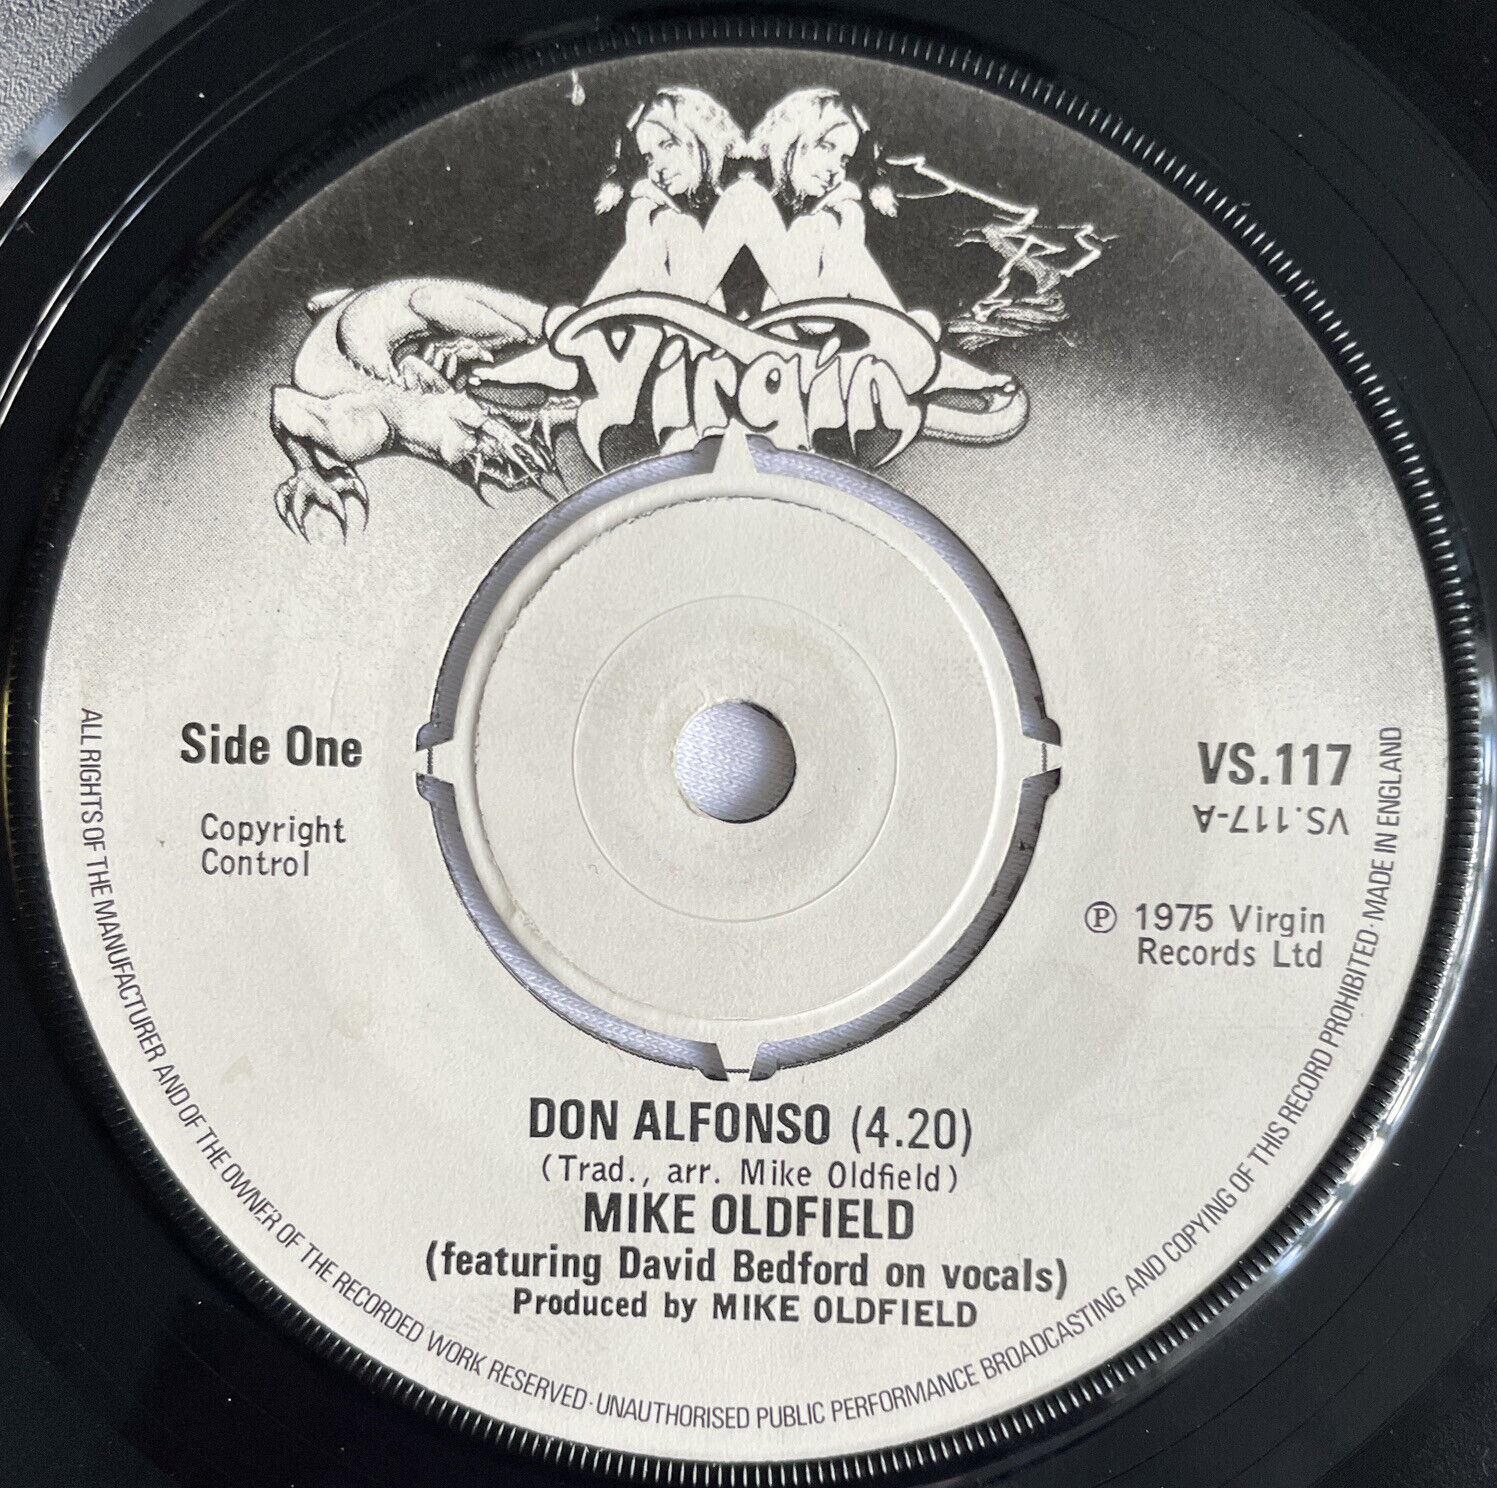 Virgin
Side One
Copyright
Control
VS.117
VS.117-A
℗ 1975 Virgin
Records Ltd
DON ALFONSO (4.20)
(Trad., arr. Mike Oldfield)
MIKE OLDFIELD
(featuring David Bedford on vocals)
Produced by MIKE OLDFIELD
ALL RIGHTS OF THE MANUFACTURER AND OF THE OWNER OF THE RECORDED WORK RESERVED·UNAUTHORISED PUBLIC PERFORMANCE BROADCASTING AND COPYING OF THIS RECORD PROHIBITED·MADE IN ENGLAND